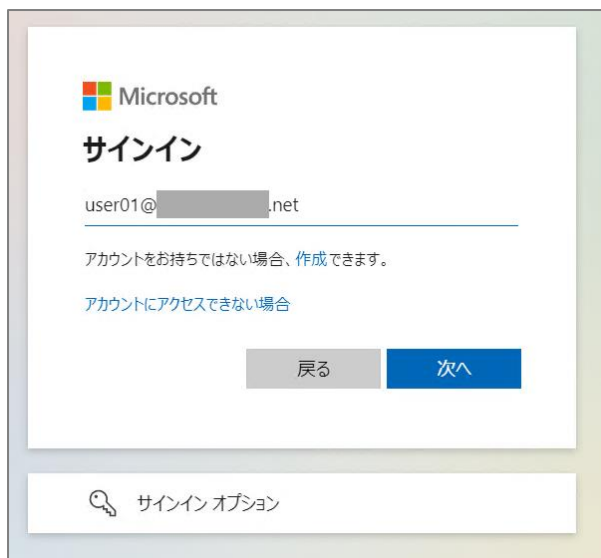 Microsoft
サインイン
user01@ .net
アカウントをお持ちではない場合、作成できます。
アカウントにアクセスできない場合
戻る 次へ
サインイン オプション